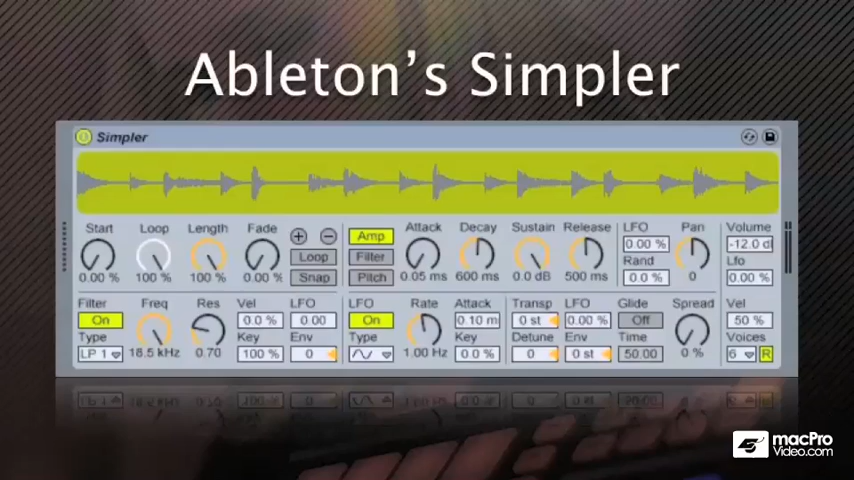 Ableton's Simpler
Simpler
Start Loop Length Fade
0.00 % 100 % 100 % 0.00 %
Loop
Snap
Amp
Filter
Pitch
Attack Decay Sustain Release
0.05 ms 600 ms 0.0 dB 500 ms
LFO Pan
0.00 %
Rand
0.0 % 0
Volume
-12.0 d
Lfo
0.00 %
Filter Freq Res Vel LFO
On 0.0 % 0.00
Type Key Env
LP 1 18.5 kHz 0.70 100 % 0
LFO Rate Attack
On 0.10 m
Type Key
1.00 Hz 0.0 %
Transp LFO Glide Spread
0 st 0.00 % Off
Detune Env Time
0 0 st 50.00 0 %
Vel
50 %
Voices
6 R
macPro
Video.com